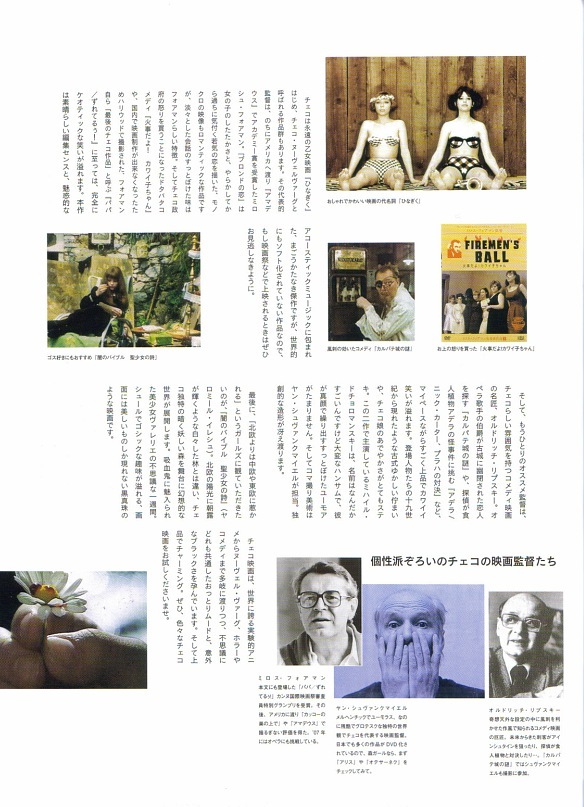 チェコは永遠の乙女映画『ひなぎく』
はじめ、チェコ・ヌーヴェルヴァーグと
呼ばれる作品群もあります。その代表的
監督は、のちにアメリカへ渡り『アマデ
ウス』でアカデミー賞を受賞したミロ
シュ・フォアマン。『ブロンドの恋』は
女の子のしたたかさと、やらかしてか
ら過ちに気付く若気の恋を描いた、モノ
クロの映像もロマンティックな作品です
が、淡々とした会話のすっとぼけた味は
フォアマンらしい特徴。そしてチェコ政
府の怒りを買うことになったドタバタコ
メディ『火事だよ！ カワイ子ちゃん』
や、国内で映画制作が出来なくなったた
めハリウッドで撮影された、フォアマン
自ら「最後のチェコ作品」と呼ぶ『パパ
／ずれてるぅ！』に至っては、完全に
ケオティックな笑いが溢れます。本作
は素晴らしい編集センスと、魅惑的な
おしゃれでかわいい映画の代名詞『ひなぎく』
アコースティックミュージックに包まれ
た、まごうかたなき傑作ですが、世界的
にもソフト化されていない作品なので、
もし映画祭などで上映されるときはぜひ
お見逃しなきように。
FIREMEN'S
BALL
火事だよ！カワイ子ちゃん
お上の怒りを買った『火事だよ！カワイ子ちゃん』
風刺の効いたコメディ『カルパテ城の謎』
ゴス好きにもおすすめ『闇のバイブル 聖少女の詩』
そして、もうひとりのオススメ監督は、
チェコらしい雰囲気を持つコメディ映画
の名匠、オルドリッチ・リプスキー。オ
ペラ歌手の伯爵が古城に幽閉された恋人
を探す『カルパテ城の謎』や、探偵が食
人植物アデラの怪事件に挑む『アデラ／
ニック・カーター、プラハの対決』など、
マイペースながらすごく上品でカワイイ
笑いが溢れます。登場人物たちの十九世
紀から現れたような古式ゆかしい佇まい
や、チェコ娘のあでやかさがとてもステ
キ。この二作で主演しているミハイル・
ドチョロマンスキーは、名前はなんだか
すごいんですけど大変なハンサムで、彼
が真顔で繰り出すすっとぼけたユーモア
がたまりません。そしてコマ撮り美術は
ヤン・シュヴァンクマイエルが担当。独
創的な造形が冴え渡ります。
最後に、「北欧よりは中欧や東欧に惹か
れる」というガールズに観ていただきた
いのが『闇のバイブル 聖少女の詩』（ヤ
ロミール・イレシュ）。北欧の陽光に朝露
が輝くような自立した林とは違い、チェ
コ独特の暗く妖しい森を舞台に幻想的な
世界が展開します。吸血鬼に魅入られ
た美少女ヴァレリエの不思議な一週間。
シュールでゴシックな趣味が溢れる、画
面には美しいものしか現れない黒真珠の
ような映画です。
チェコ映画は、世界に誇る実験的アニ
メからヌーヴェル・ヴァーグ、ホラーや
コメディまで多岐に渡りつつ、不思議に
どれも共通したおっとりムードと、意外
なブラックさを孕んでいます。そして上
品でチャーミング。ぜひ、色々なチェコ
映画をお試しくださいませ。
個性派ぞろいのチェコの映画監督たち
ミロス・フォアマン
本文にも登場した『パパ／ずれ
てるぅ!』カンヌ国際映画祭審査
員特別グランプリを受賞。その
後、アメリカに渡り『カッコーの
巣の上で』や『アマデウス』で
揺るぎない評価を得た。'07年
にはオペラにも挑戦している。
ヤン・シュヴァンクマイエル
メルヘンチックでユーモラス、なの
に残酷でグロテスクな独特の世界
観でチェコを代表する映画監督。
日本でも多くの作品がDVD化さ
れているので、森ガールなら、まず
『アリス』や『オテサーネク』を
チェックしてみて。
オルドリッチ・リプスキー
奇想天外な設定の中に風刺を利
かせた作風で知られるコメディ映画
の巨匠。未来からきた刺客がアイ
ンシュタインを狙ったり、探偵が食
人植物と対決したり…。『カルパ
テ城の謎』ではシュヴァンクマイ
エルも撮影に参加。